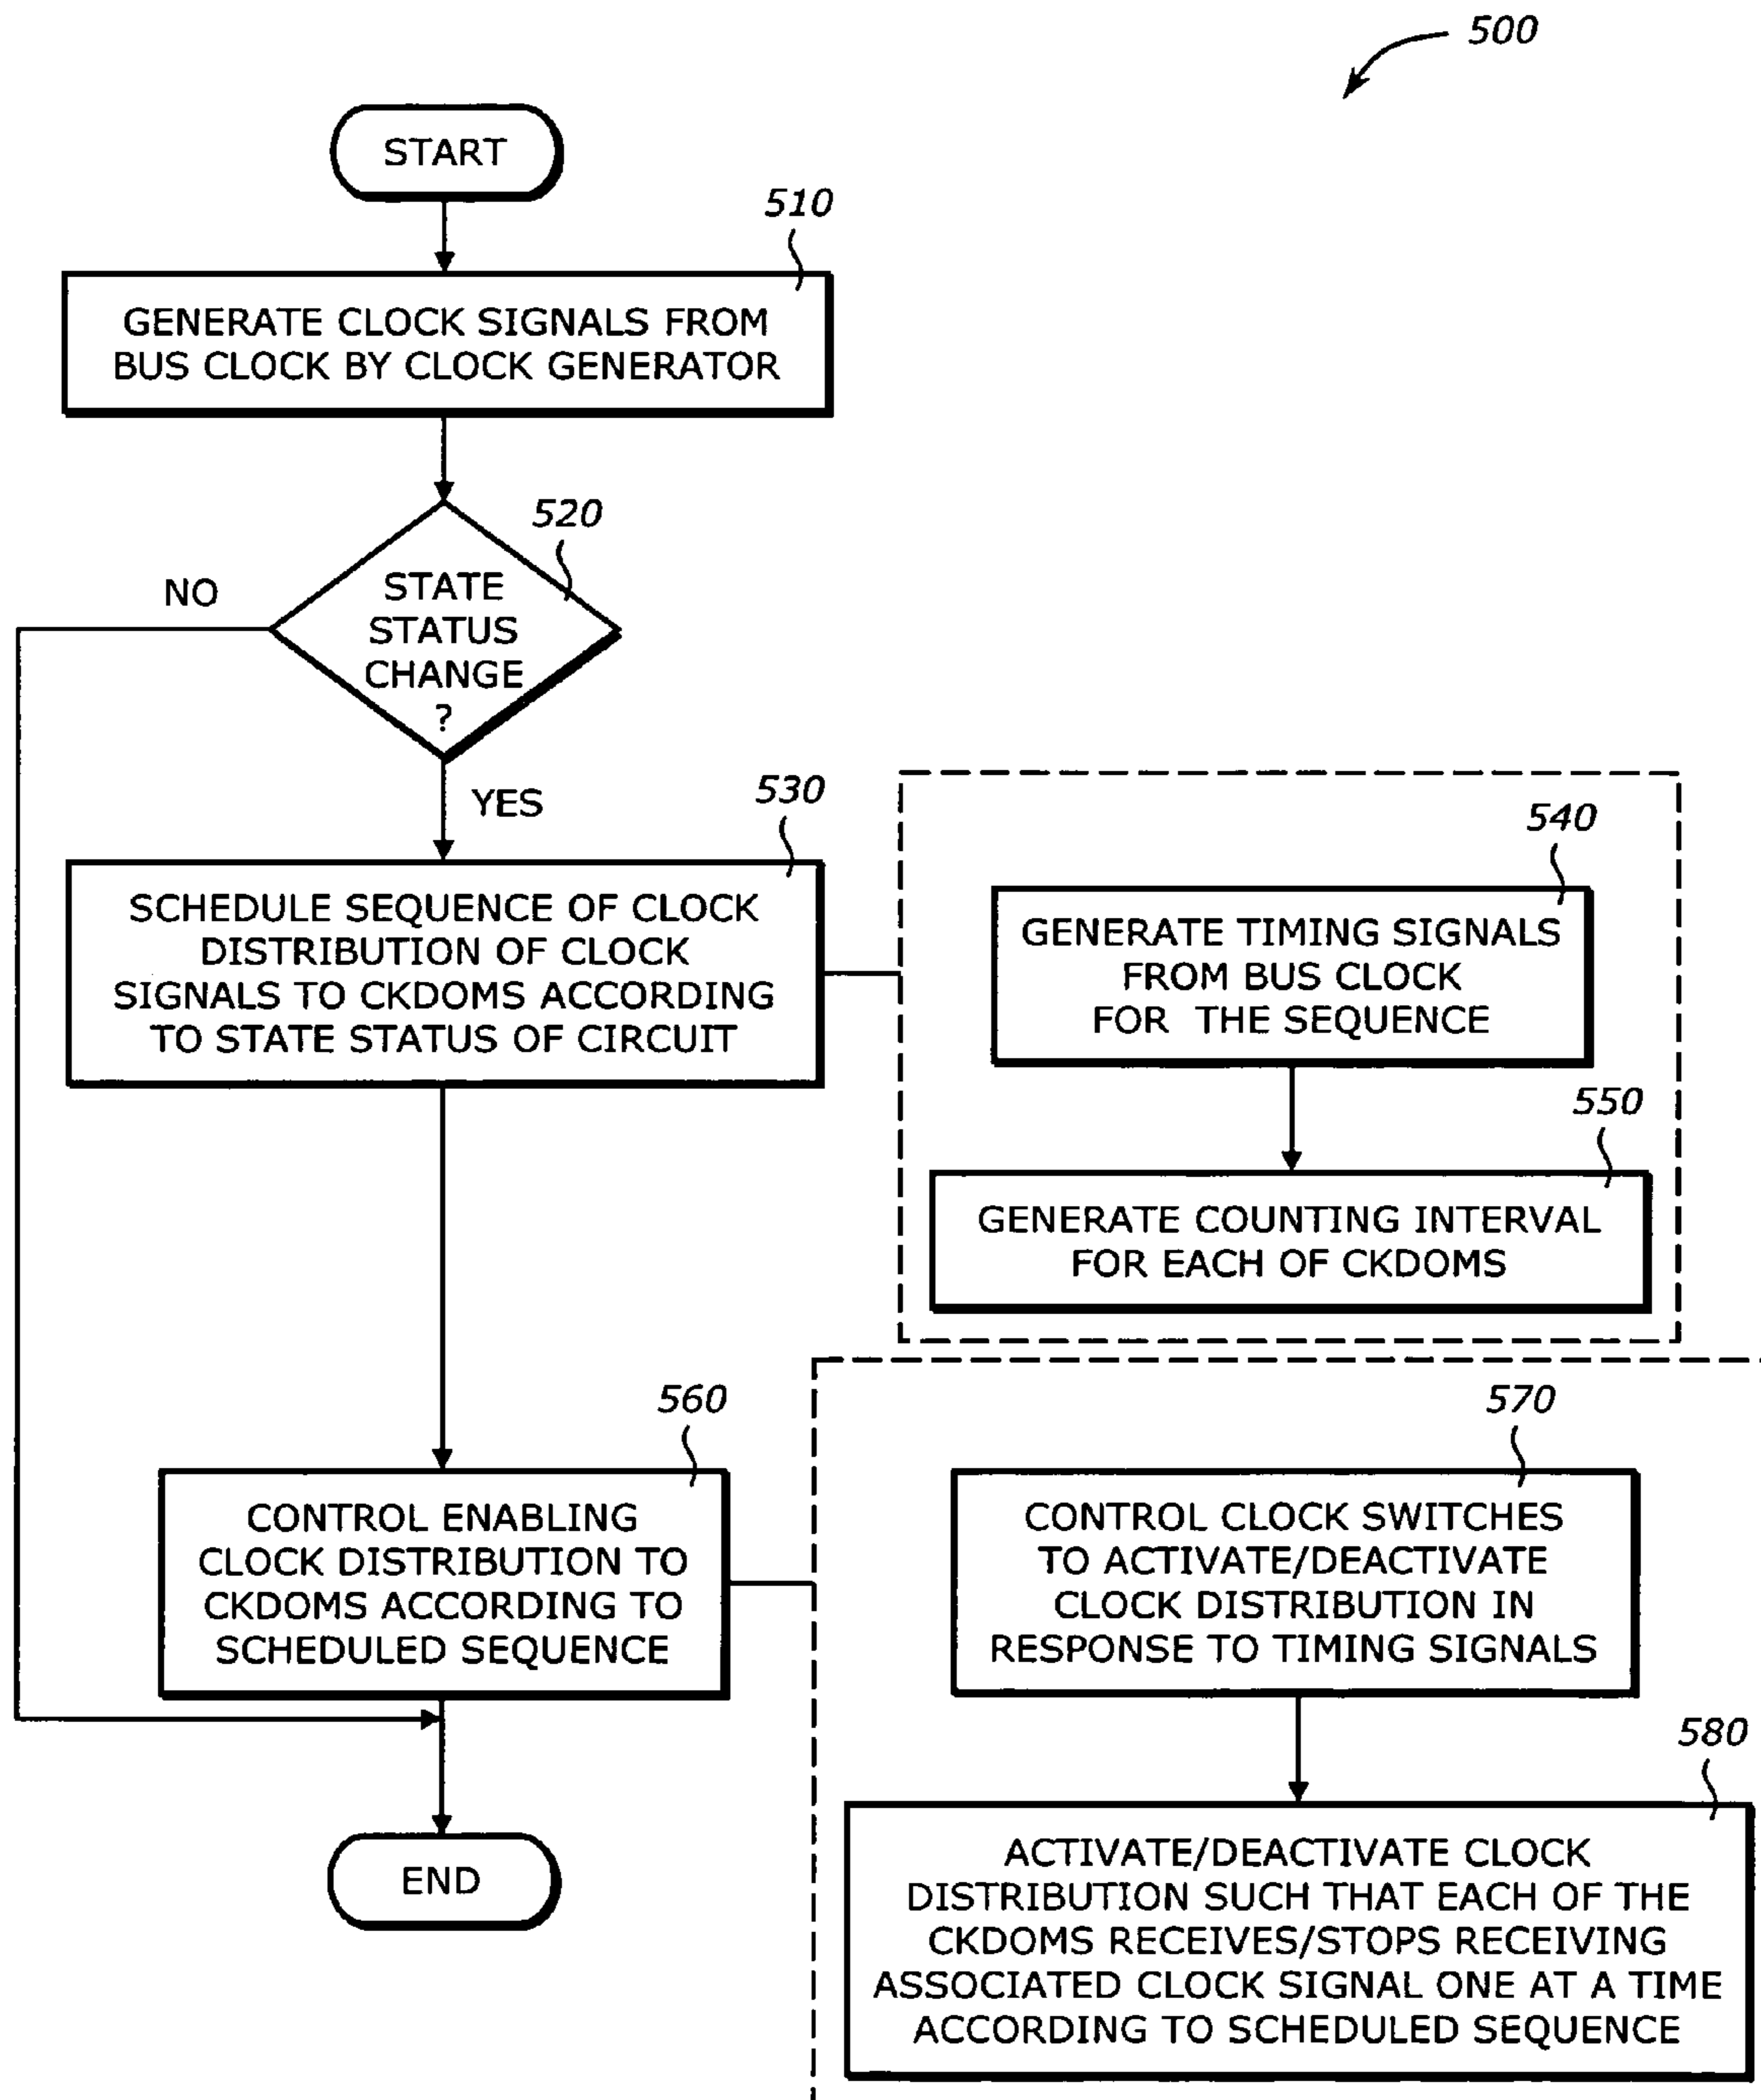 500
START
510
GENERATE CLOCK SIGNALS FROM
BUS CLOCK BY CLOCK GENERATOR
520
STATE
STATUS
CHANGE
?
NO
YES
530
SCHEDULE SEQUENCE OF CLOCK
DISTRIBUTION OF CLOCK
SIGNALS TO CKDOMS ACCORDING
TO STATE STATUS OF CIRCUIT
540
GENERATE TIMING SIGNALS
FROM BUS CLOCK
FOR THE SEQUENCE
550
GENERATE COUNTING INTERVAL
FOR EACH OF CKDOMS
560
CONTROL ENABLING
CLOCK DISTRIBUTION TO
CKDOMS ACCORDING TO
SCHEDULED SEQUENCE
570
CONTROL CLOCK SWITCHES
TO ACTIVATE/DEACTIVATE
CLOCK DISTRIBUTION IN
RESPONSE TO TIMING SIGNALS
580
ACTIVATE/DEACTIVATE CLOCK
DISTRIBUTION SUCH THAT EACH OF THE
CKDOMS RECEIVES/STOPS RECEIVING
ASSOCIATED CLOCK SIGNAL ONE AT A TIME
ACCORDING TO SCHEDULED SEQUENCE
END